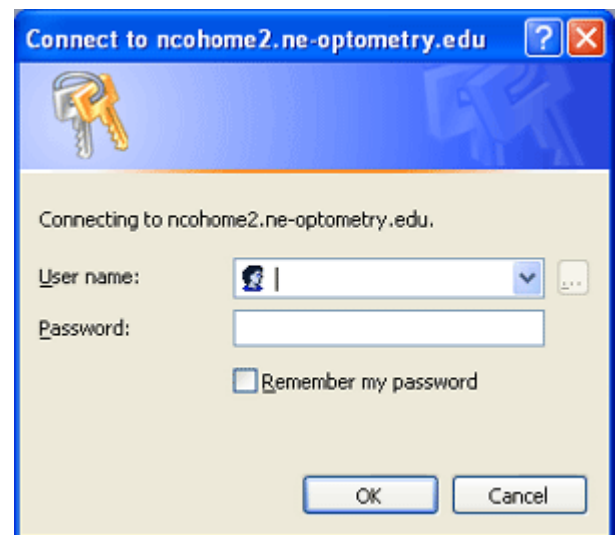 Connect to ncohome2.ne-optometry.edu
Connecting to ncohome2.ne-optometry.edu.
User name:
...
Password:
Remember my password
OK Cancel